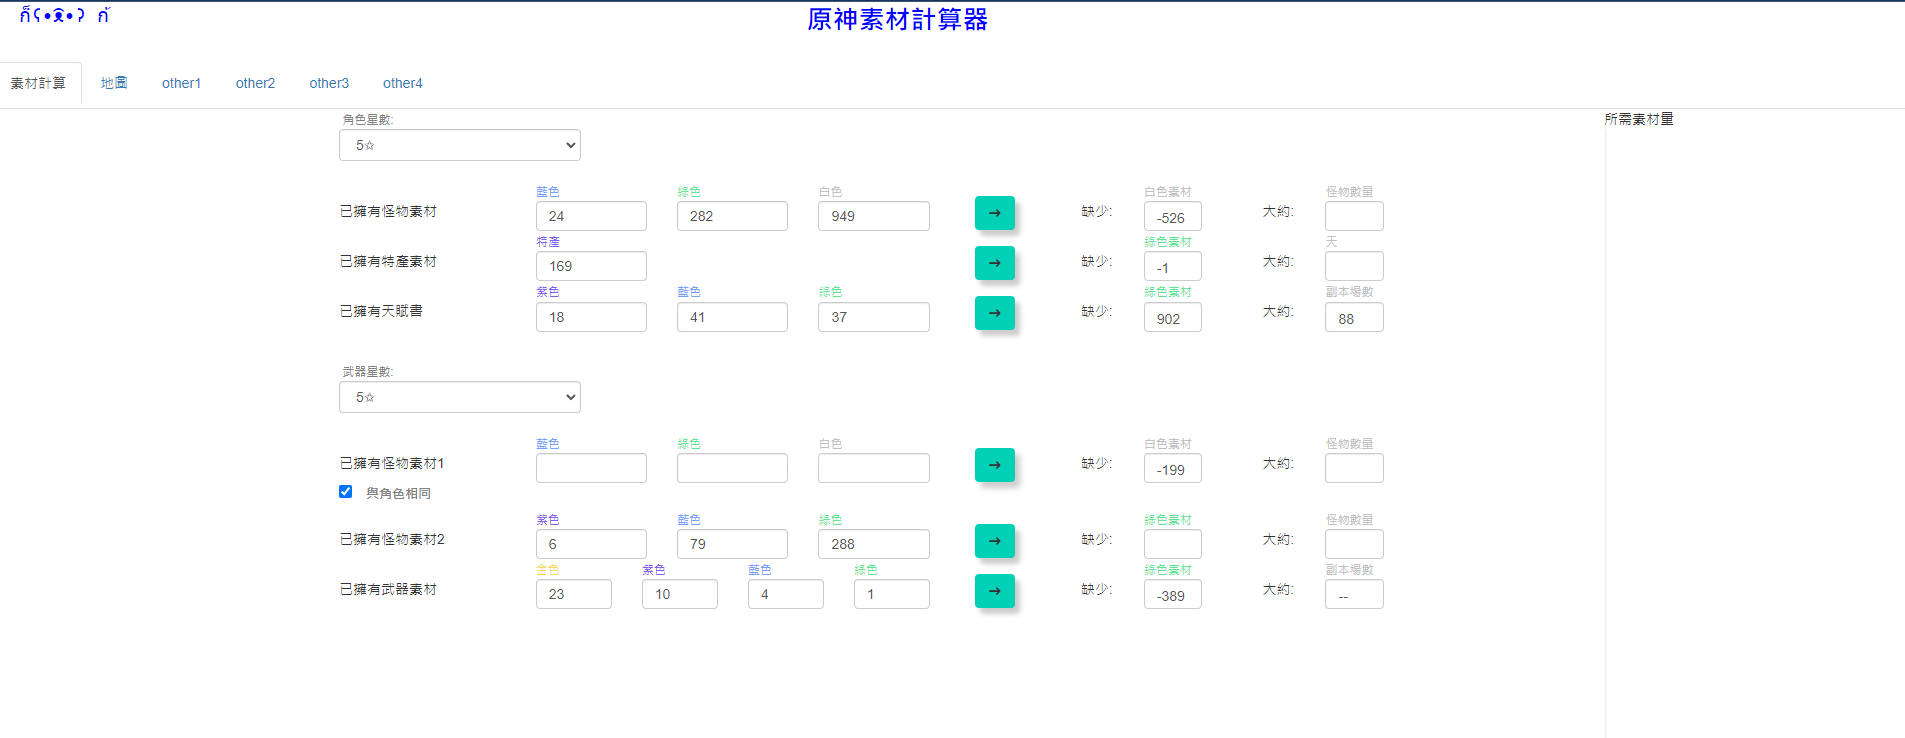 ก็ʕ•ᴥ•ʔ ก้
原神素材計算器
素材計算 地圖 other1 other2 other3 other4
角色星數:
所需素材量
5☆
藍色 綠色 白色 白色素材 怪物數量
已擁有怪物素材 24 282 949 → 缺少: -526 大約:
特產 綠色素材 天
已擁有特產素材 169 → 缺少: -1 大約:
紫色 藍色 綠色 綠色素材 副本場數
已擁有天賦書 18 41 37 → 缺少: 902 大約: 88
武器星數:
5☆
藍色 綠色 白色 白色素材 怪物數量
已擁有怪物素材1 → 缺少: -199 大約:
與角色相同
紫色 藍色 綠色 綠色素材 怪物數量
已擁有怪物素材2 6 79 288 → 缺少: 大約:
金色 紫色 藍色 綠色 綠色素材 副本場數
已擁有武器素材 23 10 4 1 → 缺少: -389 大約: --